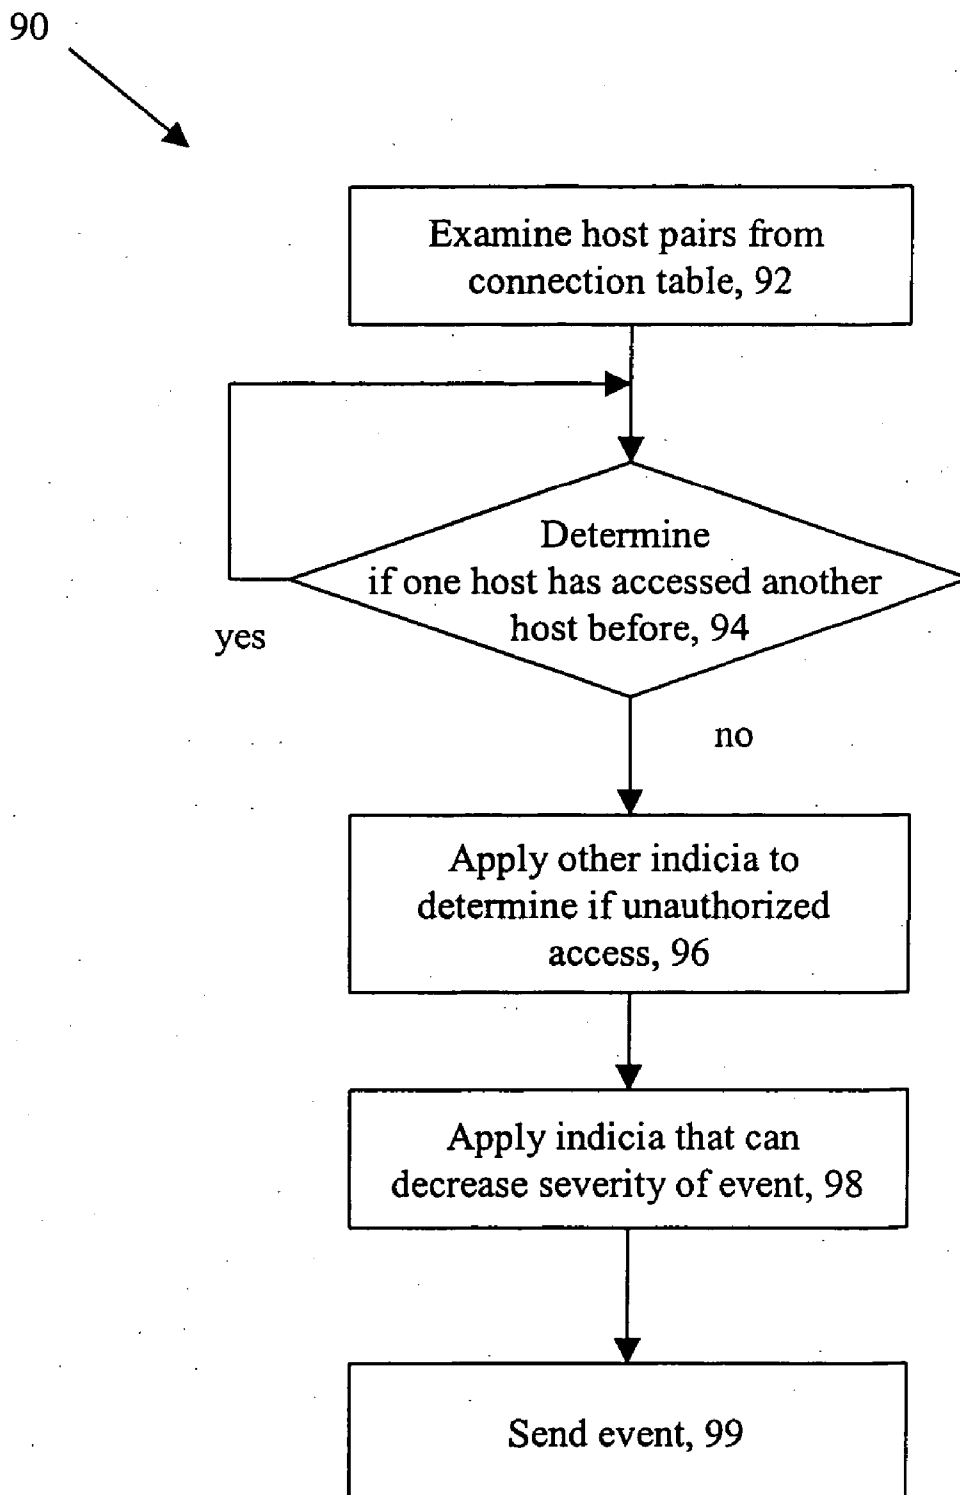 90
Examine host pairs from
connection table, 92
Determine
if one host has accessed another
host before, 94
yes
no
Apply other indicia to
determine if unauthorized
access, 96
Apply indicia that can
decrease severity of event, 98
Send event, 99